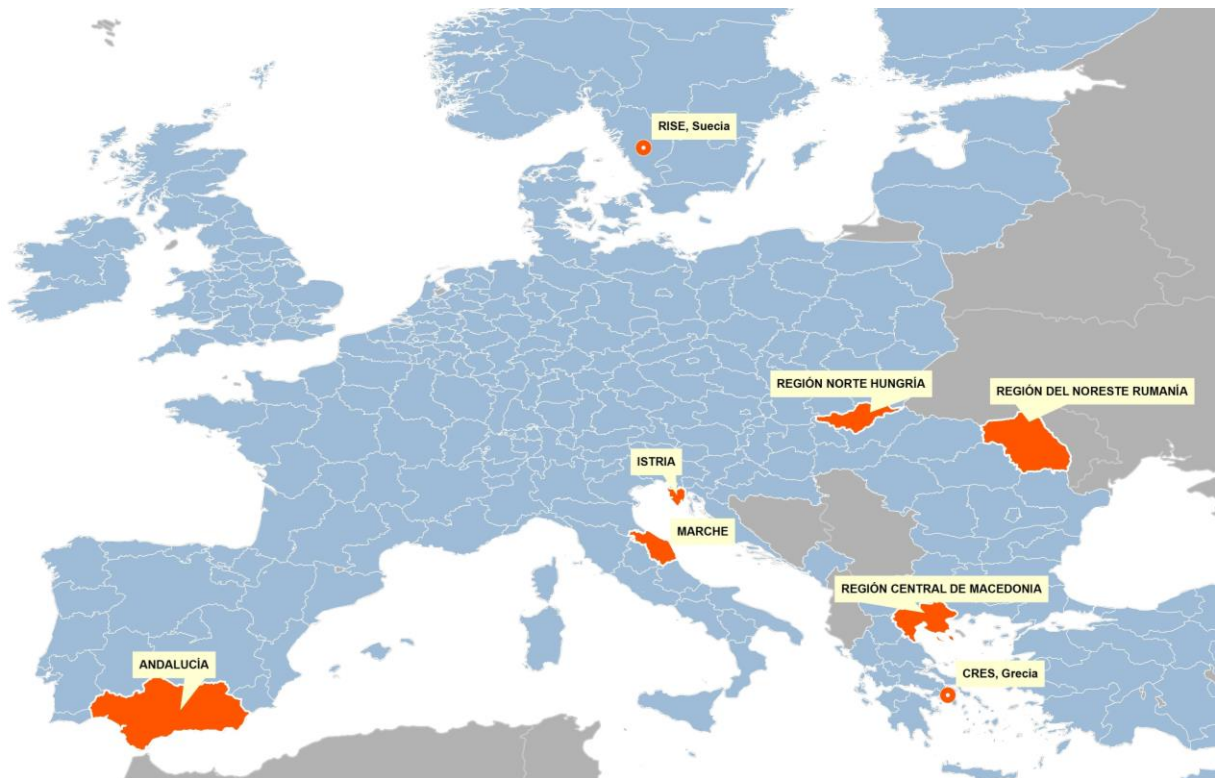 RISE, Suecia
REGIÓN NORTE HUNGRÍA
REGIÓN DEL NORESTE RUMANÍA
ISTRIA
MARCHE
REGIÓN CENTRAL DE MACEDONIA
ANDALUCÍA
CRES, Grecia